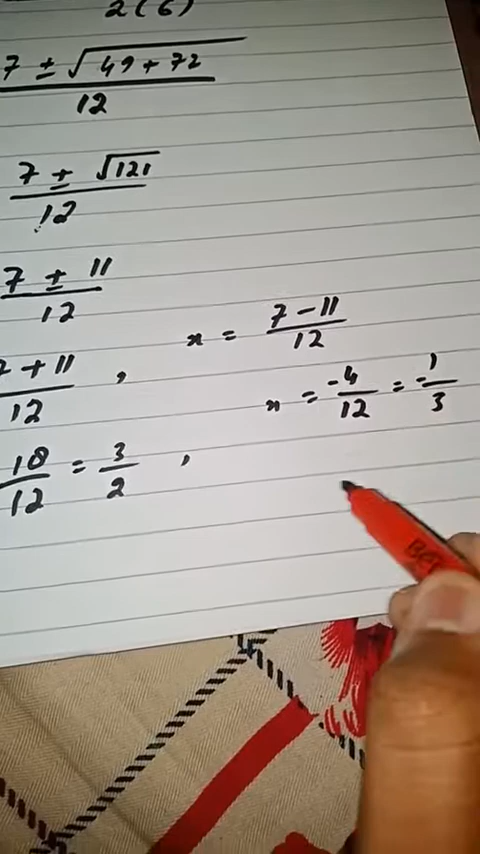 2(6)
7 ± √49+72
12
7 ± √121
12
7 ± 11
12
7+11 / 12 , x = 7-11 / 12
18/12 = 3/2 , x = -4/12 = -1/3